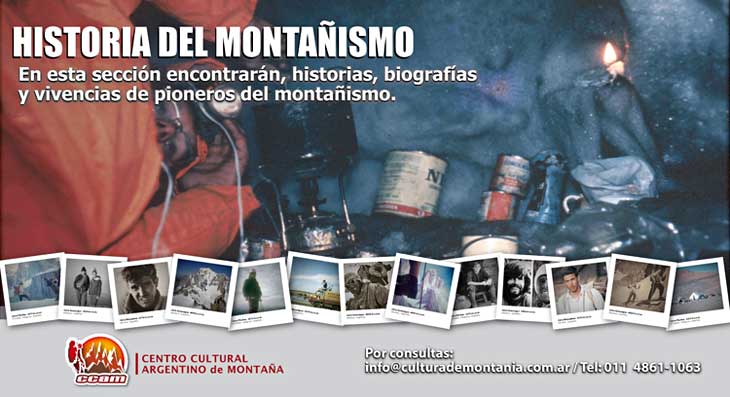 HISTORIA DEL MONTAÑISMO
En esta sección encontrarán, historias, biografías
y vivencias de pioneros del montañismo.
ccam
CENTRO CULTURAL
ARGENTINO de MONTAÑA
Por consultas:
info@culturademontania.com.ar / Tél: 011 4861-1063